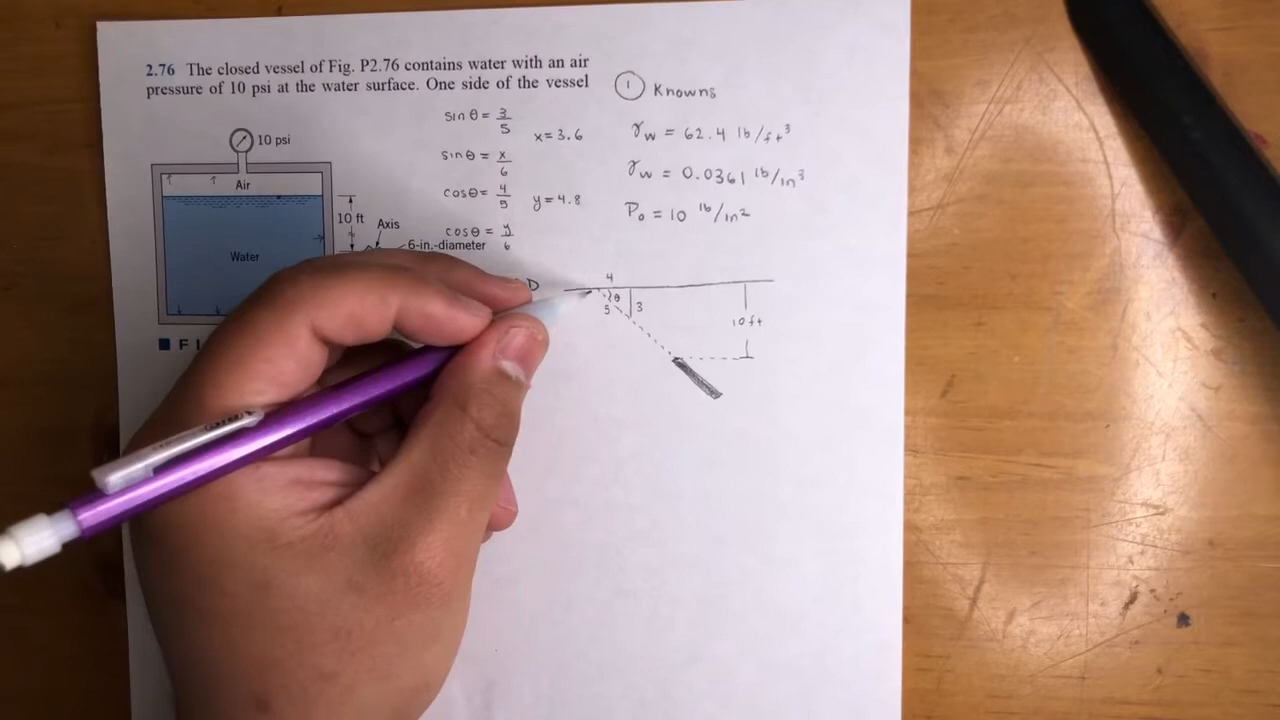 2.76 The closed vessel of Fig. P2.76 contains water with an air
pressure of 10 psi at the water surface. One side of the vessel
10 psi
Air
10 ft
Axis
6-in.-diameter
Water
sin θ = 3/5
x = 3.6
sin θ = x/6
cos θ = 4/5
y = 4.8
cos θ = y/6
① Knowns
γw = 62.4 lb/ft³
γw = 0.0361 lb/in³
P₀ = 10 lb/in²
D
4
θ
5
3
10 ft